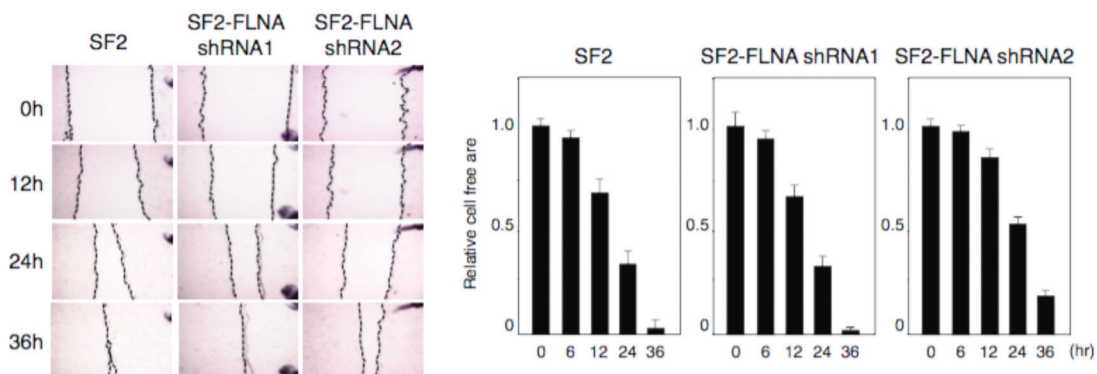 SF2
SF2-FLNA shRNA1
SF2-FLNA shRNA2
0h
12h
24h
36h
SF2
SF2-FLNA shRNA1
SF2-FLNA shRNA2
Relative cell free are
1.0
0.5
0
1.0
0.5
0
1.0
0.5
0
0 6 12 24 36
0 6 12 24 36
0 6 12 24 36 (hr)